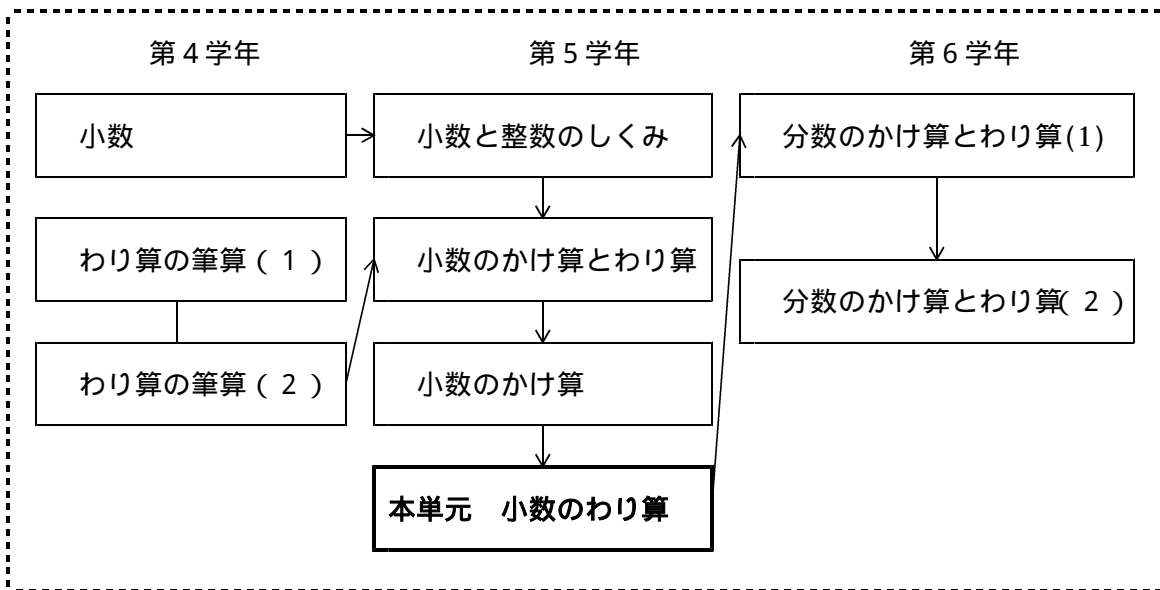 第4学年
小数
わり算の筆算(1)
わり算の筆算(2)
第5学年
小数と整数のしくみ
小数のかけ算とわり算
小数のかけ算
本単元 小数のわり算
第6学年
分数のかけ算とわり算(1)
分数のかけ算とわり算(2)